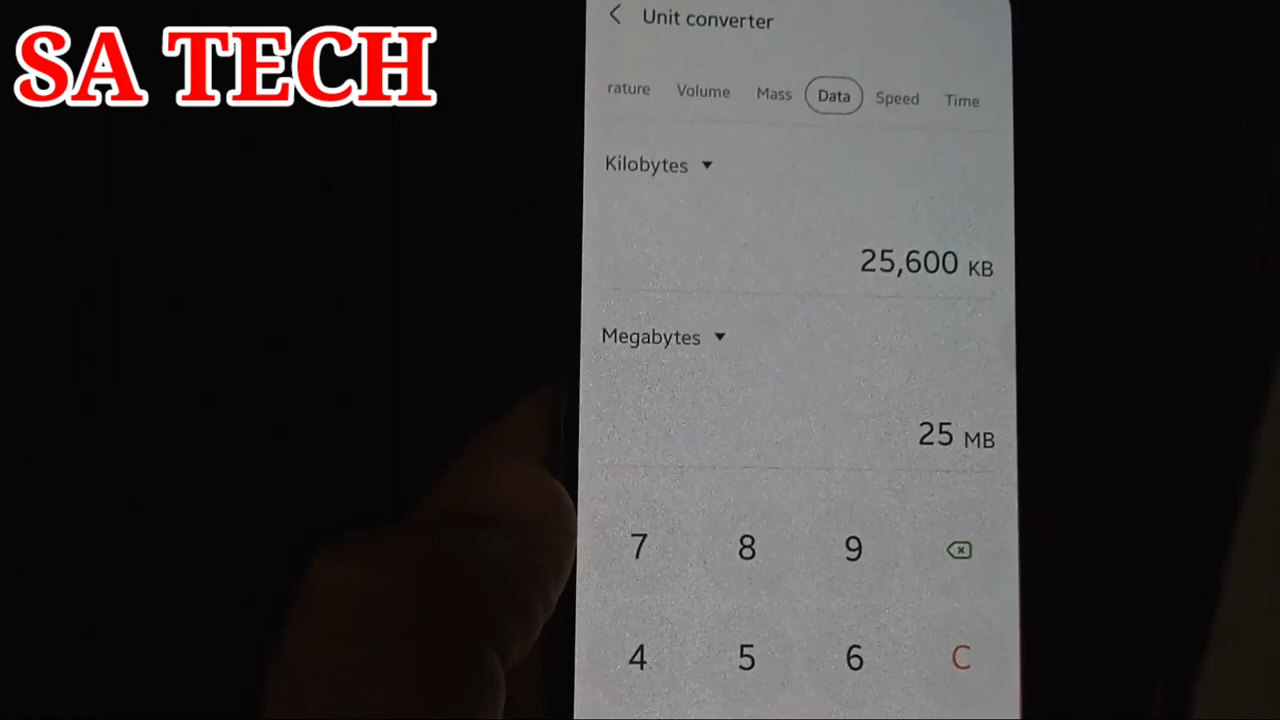 SA TECH
Unit converter
rature Volume Mass Data Speed Time
Kilobytes
25,600 KB
Megabytes
25 MB
7 8 9
4 5 6 C